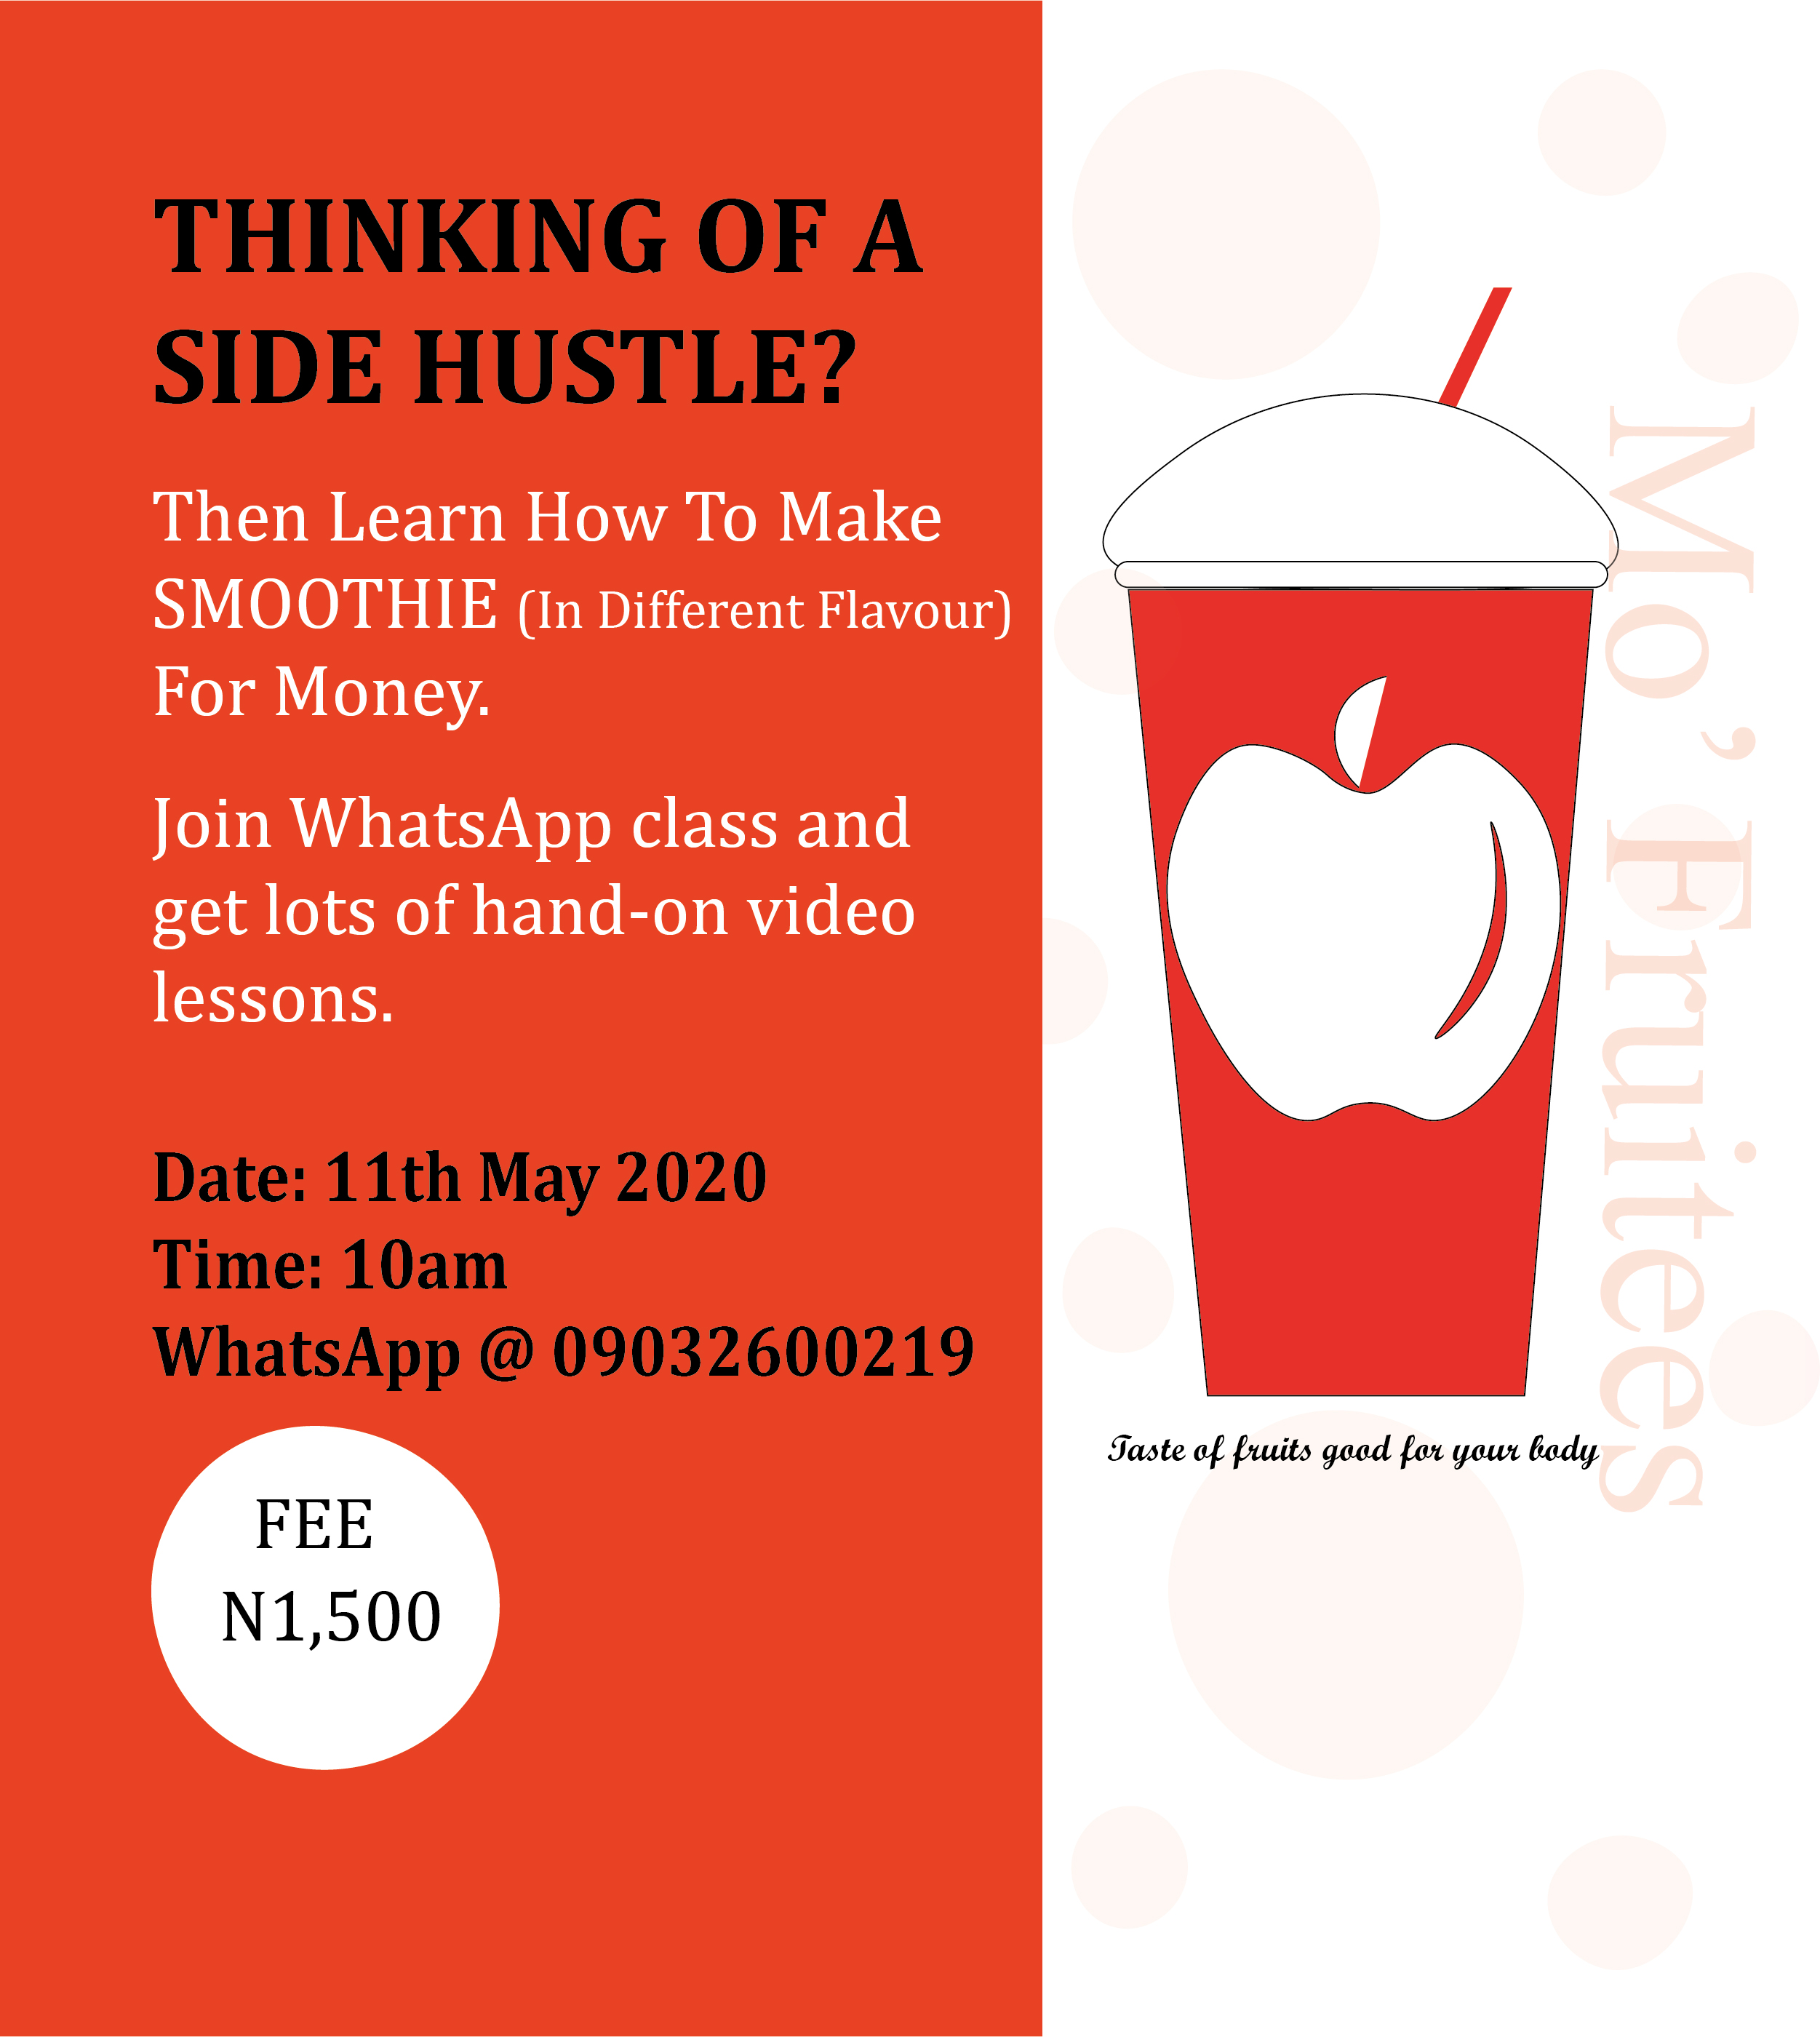 THINKING OF A
SIDE HUSTLE?
Then Learn How To Make
SMOOTHIE (In Different Flavour)
For Money.
Join WhatsApp class and
get lots of hand-on video
lessons.
Date: 11th May 2020
Time: 10am
WhatsApp @ 09032600219
FEE
N1,500
Mo’Fruitees
Taste of fruits good for your body